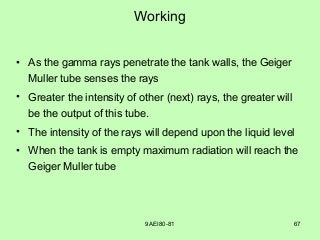 Working
• As the gamma rays penetrate the tank walls, the Geiger
Muller tube senses the rays
• Greater the intensity of other (next) rays, the greater will
be the output of this tube.
• The intensity of the rays will depend upon the liquid level
• When the tank is empty maximum radiation will reach the
Geiger Muller tube
9AEI80-81 67